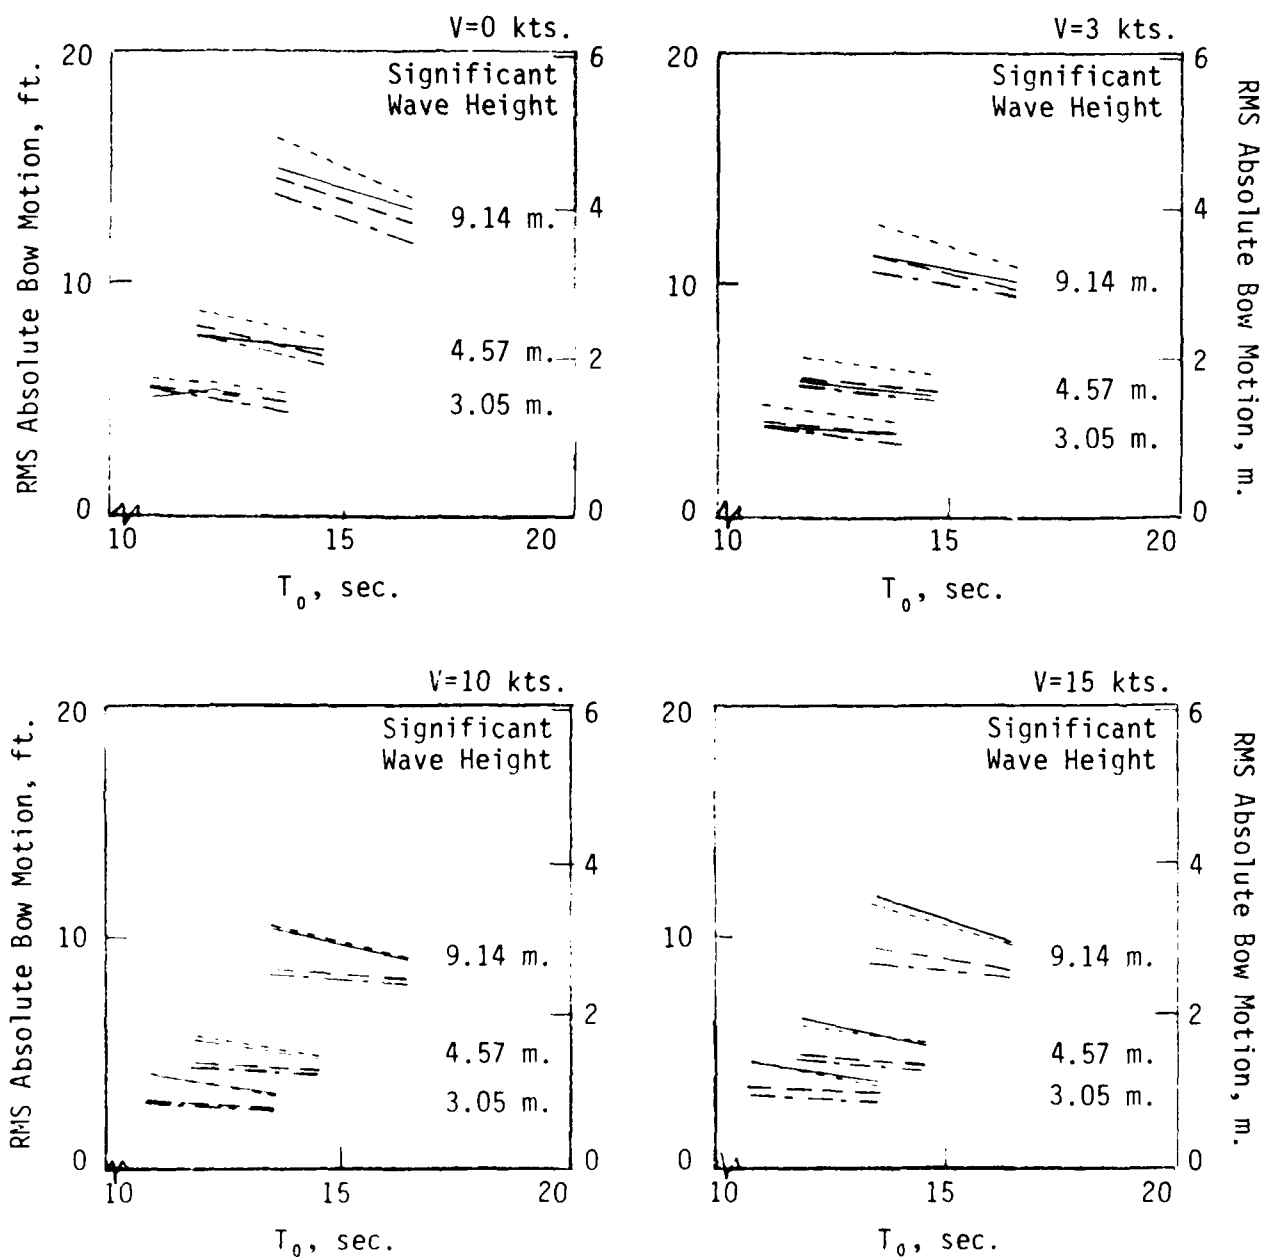 V=0 kts.
20
6
Significant
Wave Height
RMS Absolute Bow Motion, ft.
9.14 m.
4
10
4.57 m.
2
3.05 m.
0
0
10
15
20
T₀, sec.
V=3 kts.
20
6
Significant
Wave Height
4
10
9.14 m.
RMS Absolute Bow Motion, m.
2
4.57 m.
3.05 m.
0
0
10
15
20
T₀, sec.
V=10 kts.
20
6
Significant
Wave Height
RMS Absolute Bow Motion, ft.
4
10
9.14 m.
2
4.57 m.
3.05 m.
0
0
10
15
20
T₀, sec.
V=15 kts.
20
6
Significant
Wave Height
4
10
9.14 m.
RMS Absolute Bow Motion, m.
2
4.57 m.
3.05 m.
0
0
10
15
20
T₀, sec.